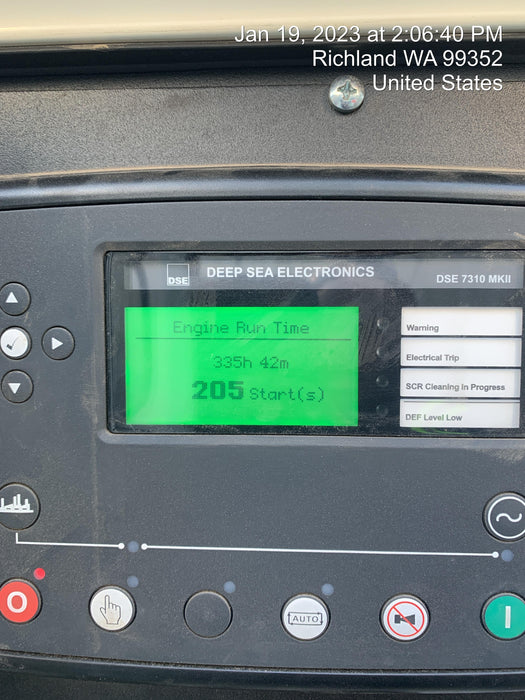 Jan 19, 2023 at 2:06:40 PM
Richland WA 99352
United States
DSE
DEEP SEA ELECTRONICS
DSE 7310 MKII
Engine Run Time
335h 42m
205 Start(s)
Warning
Electrical Trip
SCR Cleaning in Progress
DEF Level Low
O
AUTO
I